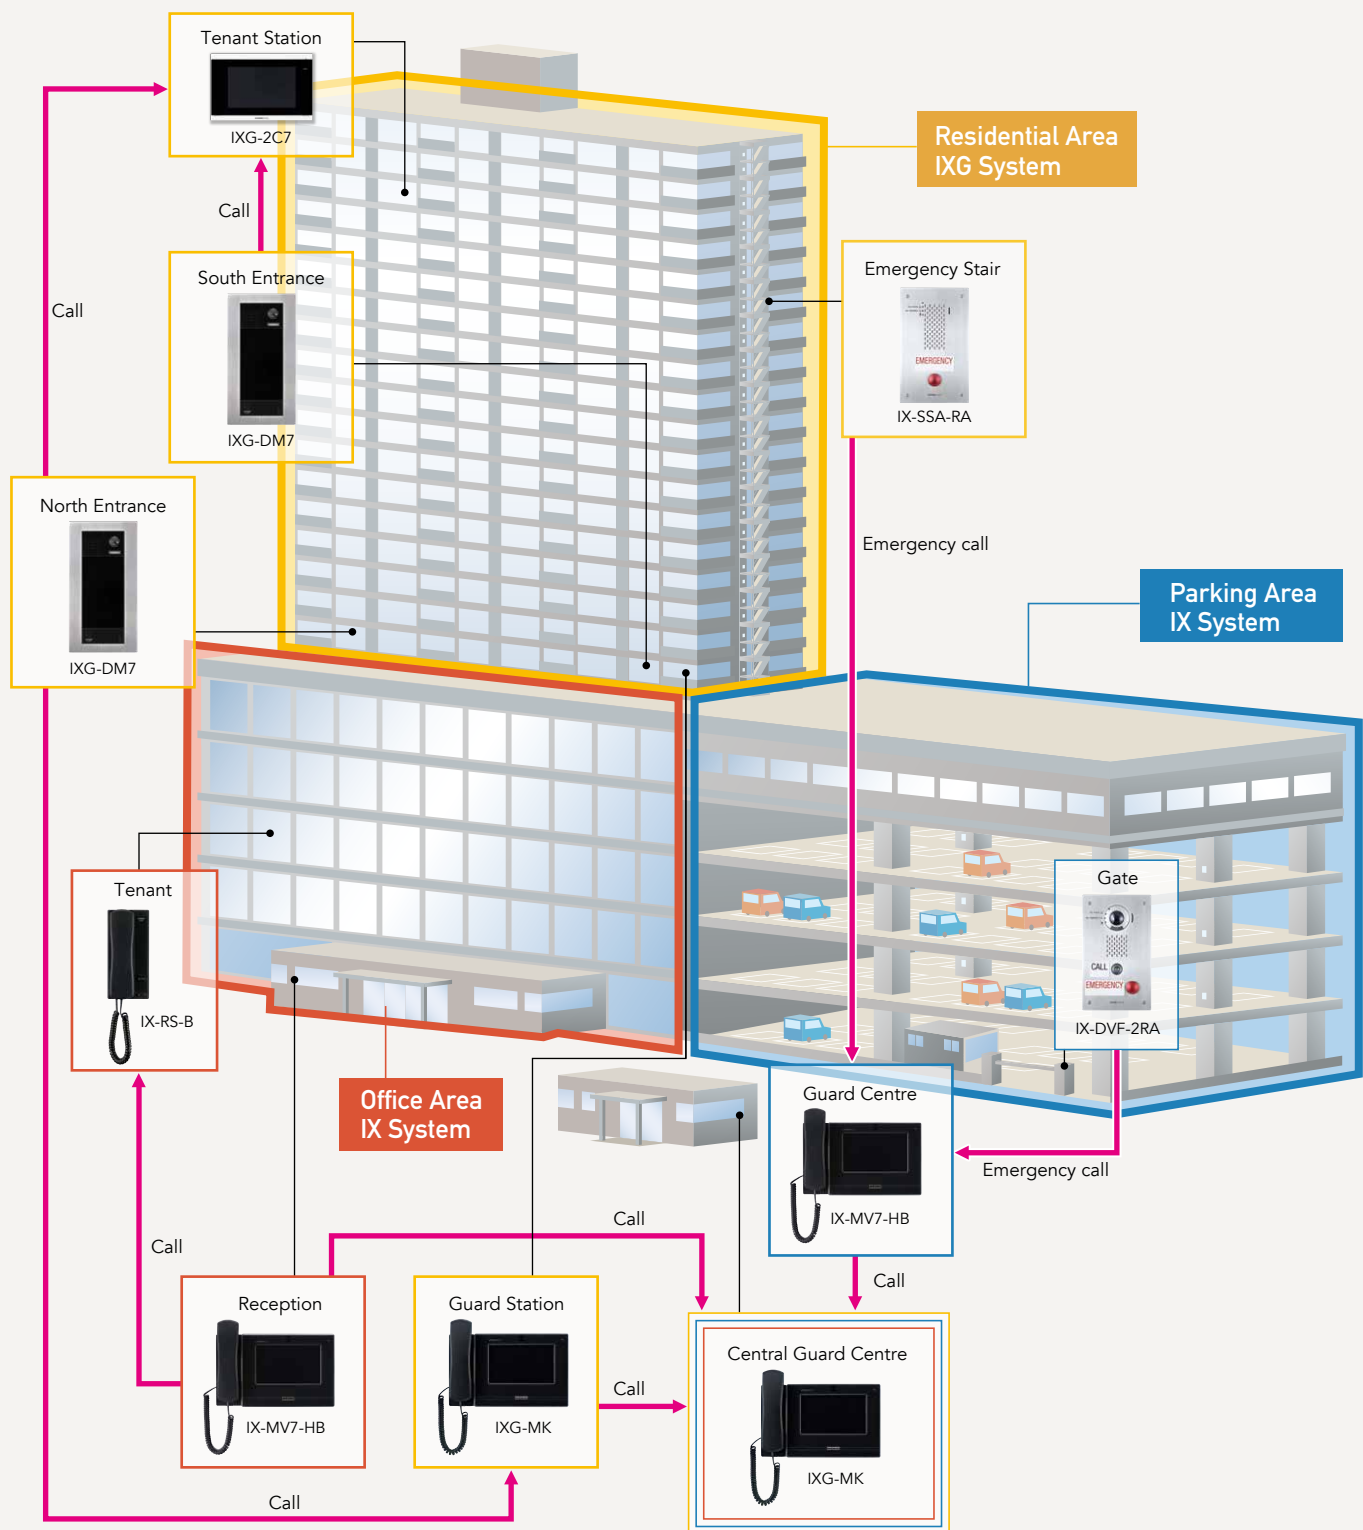 Tenant Station
IXG-2C7
Residential Area
IXG System
Call
South Entrance
IXG-DM7
Call
Emergency Stair
EMERGENCY
IX-SSA-RA
North Entrance
IXG-DM7
Emergency call
Parking Area
IX System
Tenant
IX-RS-B
Gate
CALL
EMERGENCY
IX-DVF-2RA
Office Area
IX System
Guard Centre
IX-MV7-HB
Emergency call
Call
Call
Call
Reception
IX-MV7-HB
Guard Station
IXG-MK
Call
Central Guard Centre
IXG-MK
Call